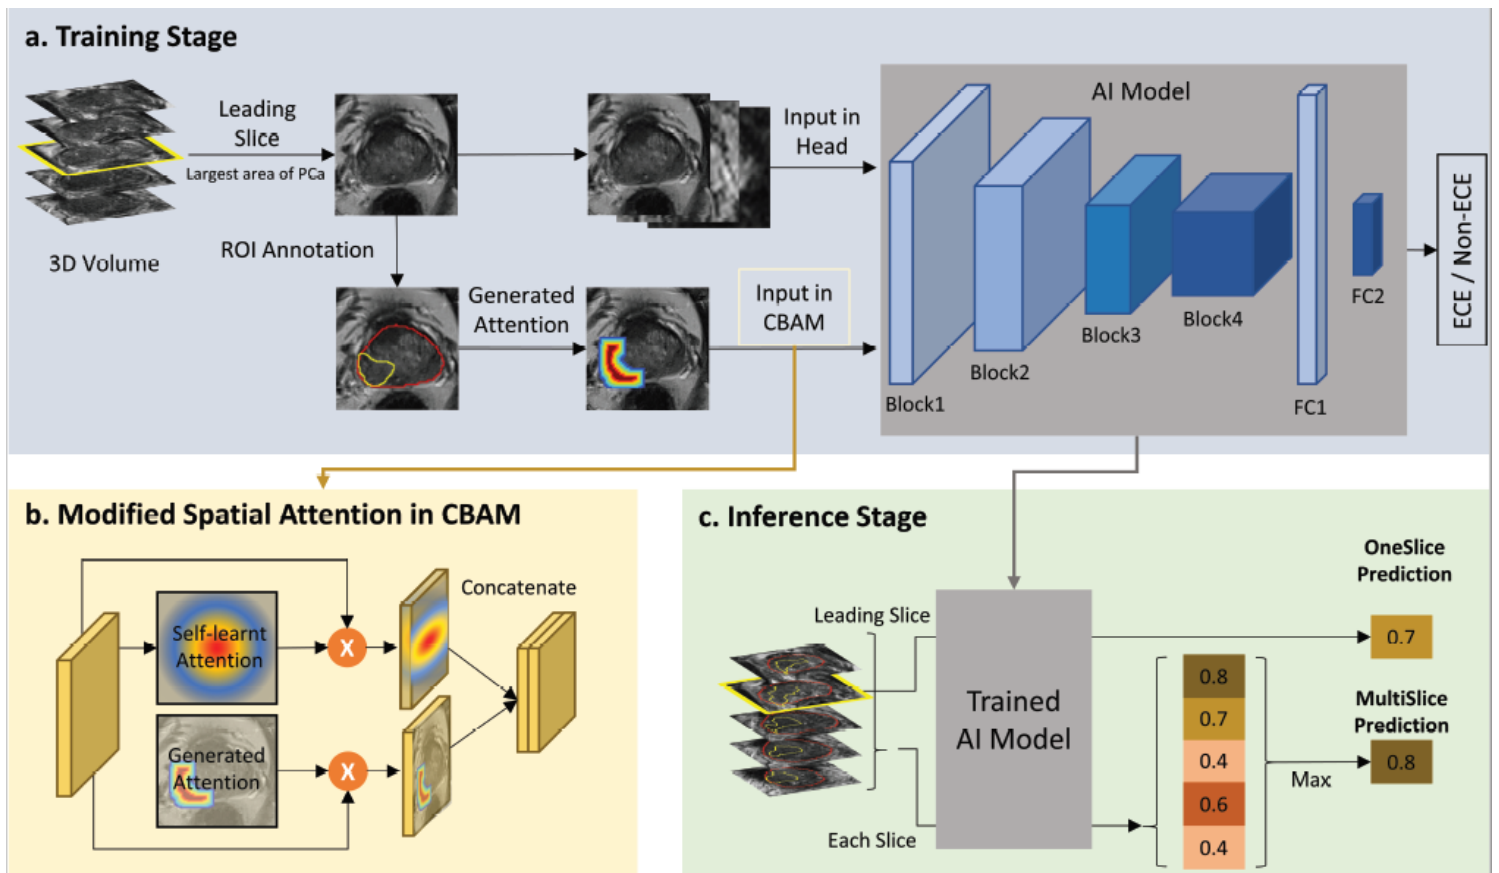 a. Training Stage
Leading
Slice
Largest area of PCa
3D Volume
ROI Annotation
Generated
Attention
Input in
Head
Input in
CBAM
AI Model
Block1
Block2
Block3
Block4
FC1
FC2
ECE / Non-ECE
b. Modified Spatial Attention in CBAM
Self-learnt
Attention
X
Concatenate
Generated
Attention
X
c. Inference Stage
Leading Slice
Each Slice
Trained
AI Model
OneSlice
Prediction
0.7
0.8
0.7
0.4
0.6
0.4
Max
MultiSlice
Prediction
0.8